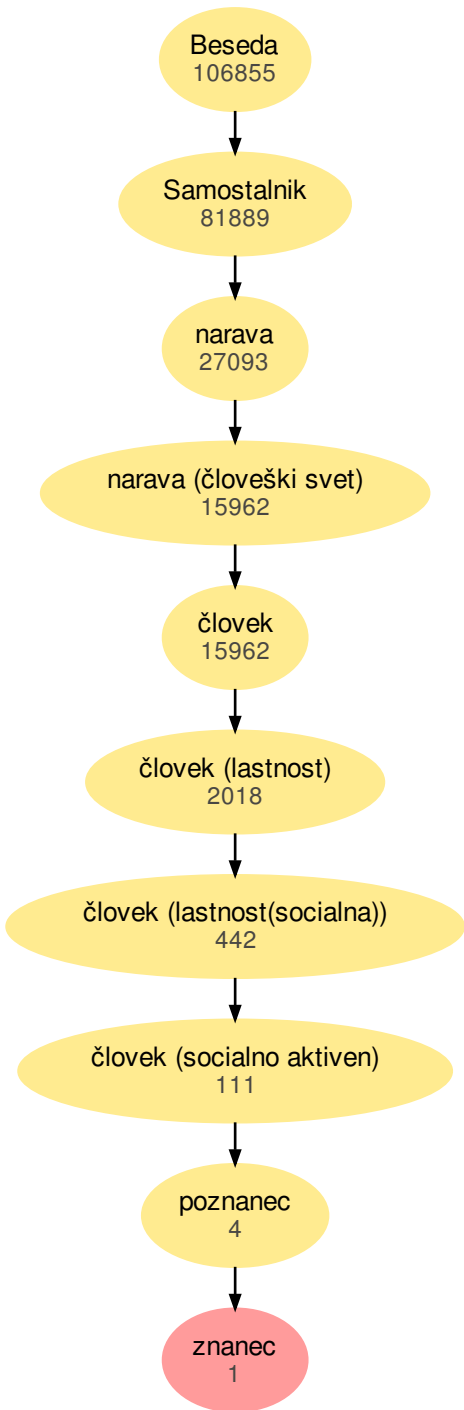 Beseda
106855
Samostalnik
81889
narava
27093
narava (človeški svet)
15962
človek
15962
človek (lastnost)
2018
človek (lastnost(socialna))
442
človek (socialno aktiven)
111
poznanec
4
znanec
1